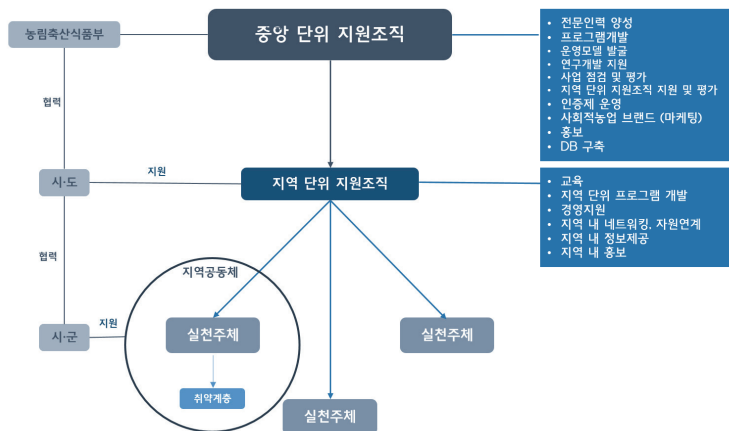 중앙 단위 지원조직
농림축산식품부
• 전문인력 양성
• 프로그램개발
• 운영모델 발굴
• 연구개발 지원
• 사업 점검 및 평가
• 지역 단위 지원조직 지원 및 평가
• 인증제 운영
• 사회적농업 브랜드 (마케팅)
• 홍보
• DB 구축
협력
시·도
지원
지역 단위 지원조직
• 교육
• 지역 단위 프로그램 개발
• 경영지원
• 지역 내 네트워킹, 자원연계
• 지역 내 정보제공
• 지역 내 홍보
협력
지역공동체
시·군
지원
실천주체
실천주체
취약계층
실천주체